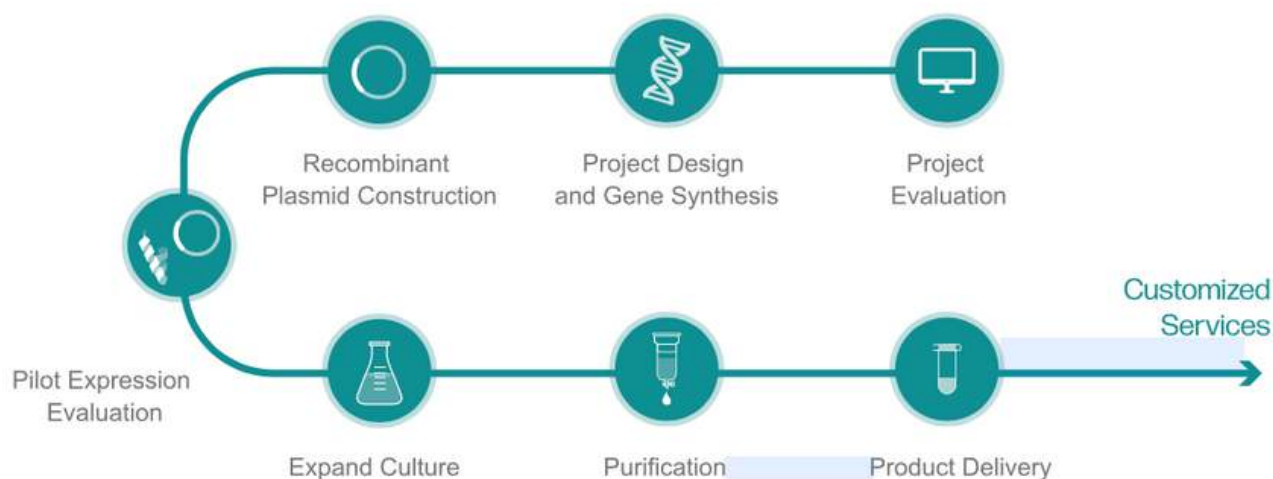 Recombinant
Plasmid Construction
Project Design
and Gene Synthesis
Project
Evaluation
Customized
Services
Pilot Expression
Evaluation
Expand Culture
Purification
Product Delivery